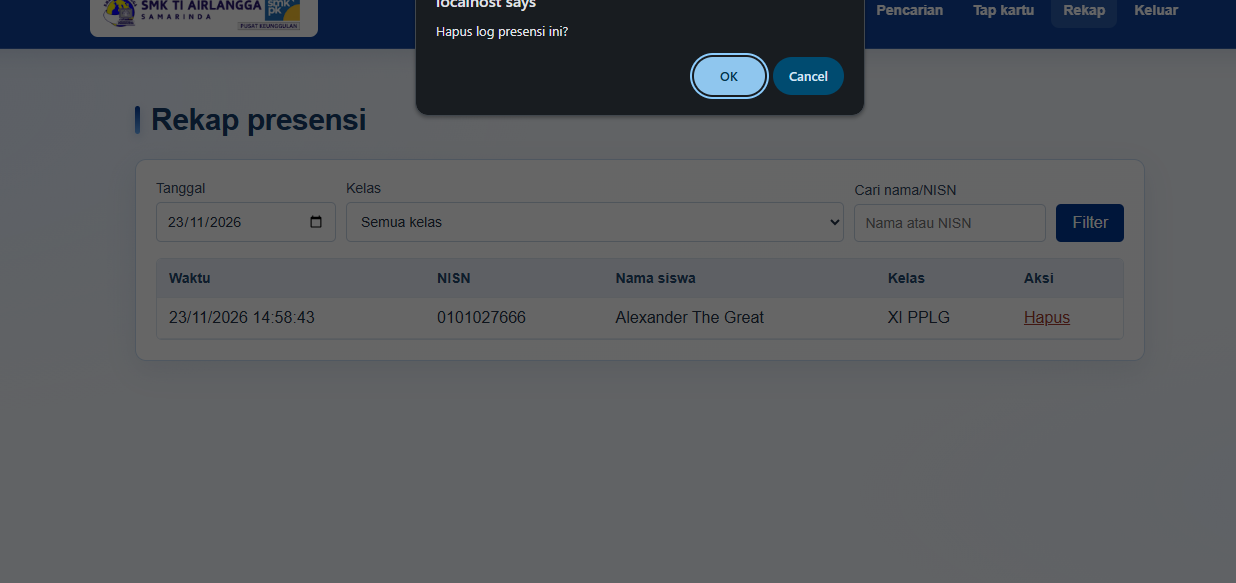 SMK TI AIRLANGGA
SAMARINDA
smk
pk
PUSAT KEUNGGULAN
localhost says
Hapus log presensi ini?
OK
Cancel
Pencarian
Tap kartu
Rekap
Keluar
Rekap presensi
Tanggal
Kelas
Cari nama/NISN
23/11/2026
Semua kelas
Nama atau NISN
Filter
Waktu NISN Nama siswa Kelas Aksi
23/11/2026 14:58:43 0101027666 Alexander The Great XI PPLG Hapus